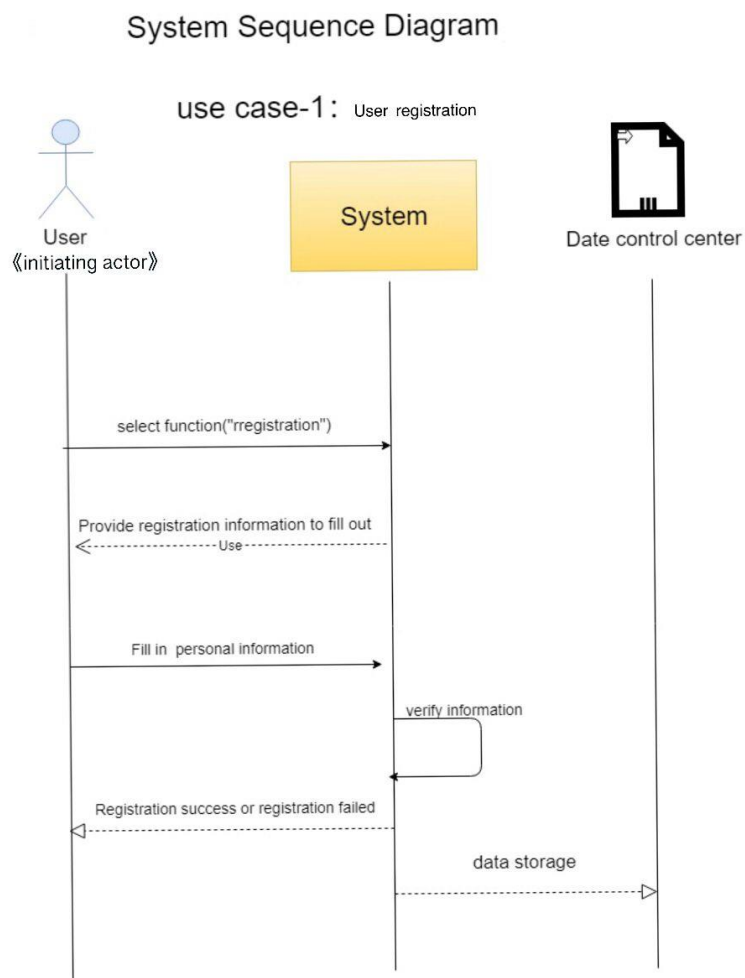 System Sequence Diagram
use case-1: User registration
System
User
《initiating actor》
Date control center
select function("rregistration")
Provide registration information to fill out
Use
Fill in personal information
verify information
Registration success or registration failed
data storage